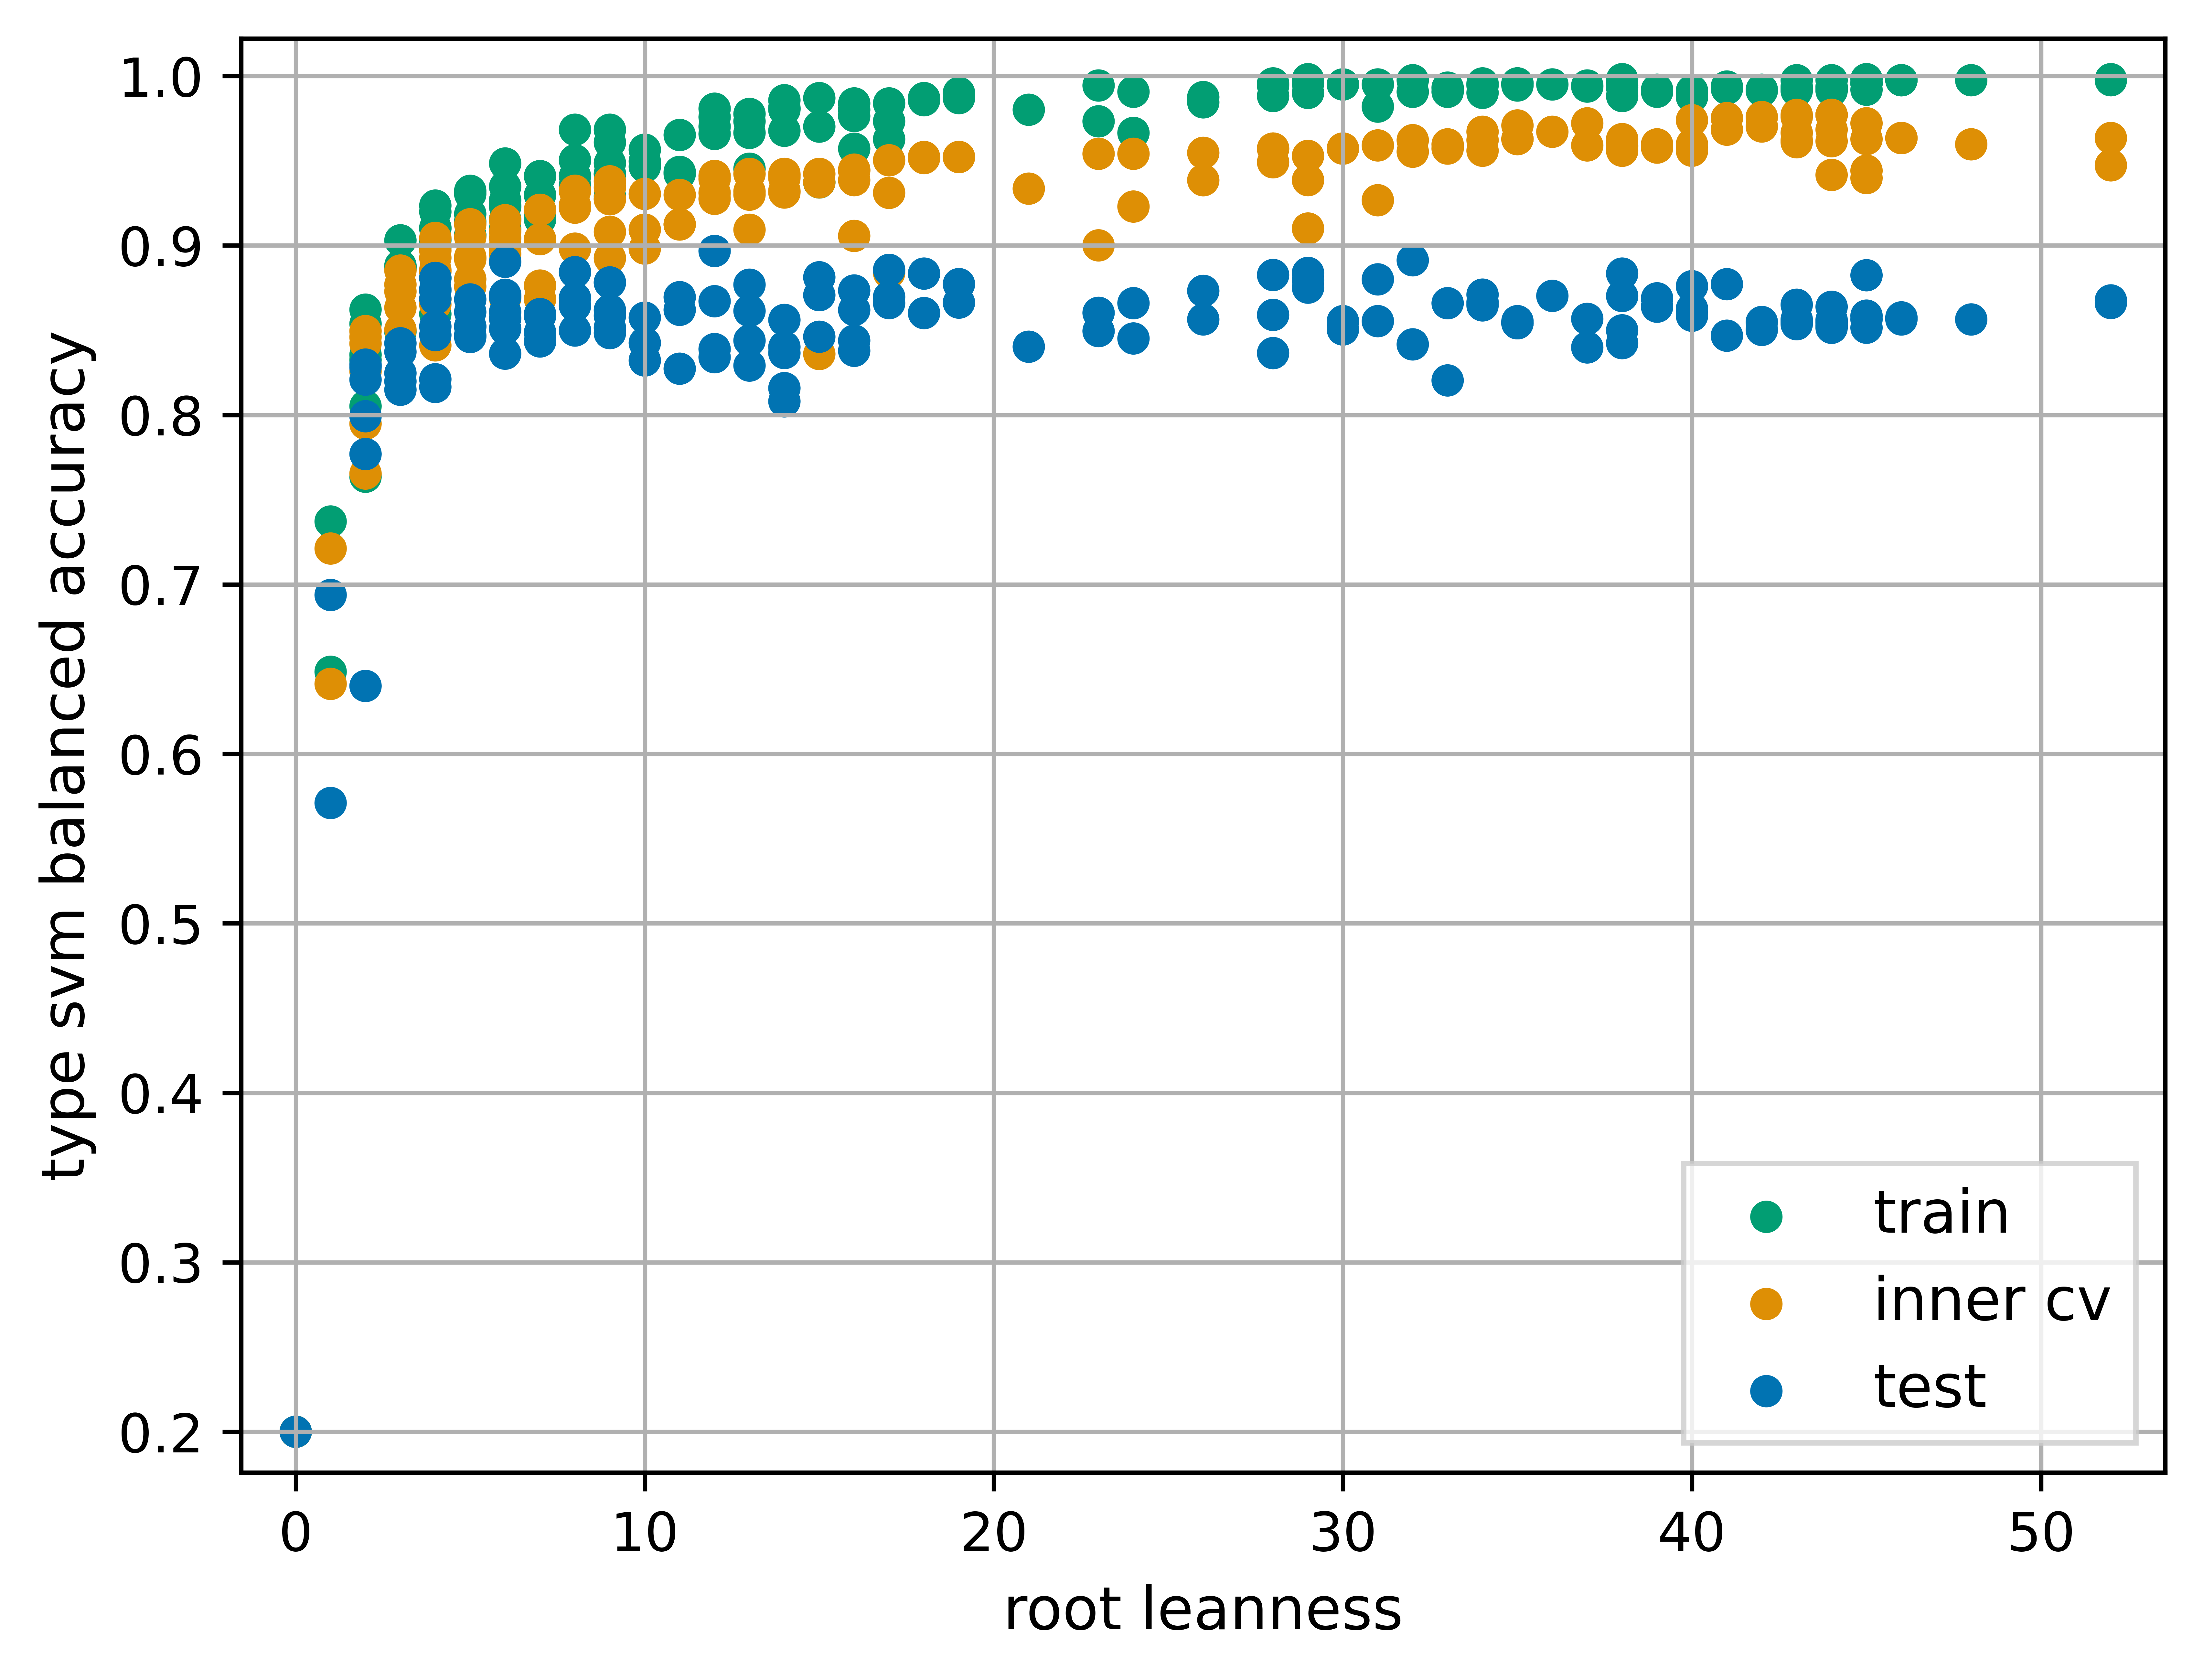 type svm balanced accuracy
1.0
0.9
0.8
0.7
0.6
0.5
0.4
0.3
0.2
0 10 20 30 40 50
root leanness
train
inner cv
test